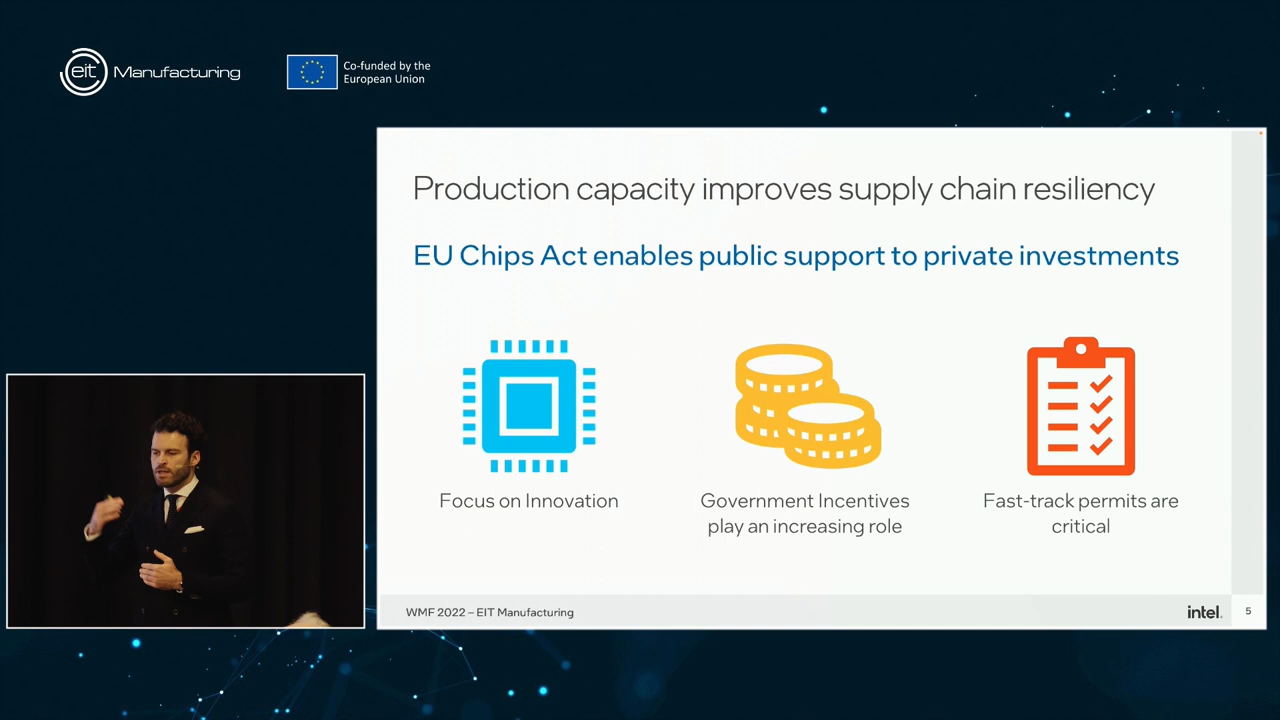 eit Manufacturing
Co-funded by the
European Union
Production capacity improves supply chain resiliency
EU Chips Act enables public support to private investments
Focus on Innovation
Government Incentives
play an increasing role
Fast-track permits are
critical
WMF 2022 – EIT Manufacturing
intel.
5